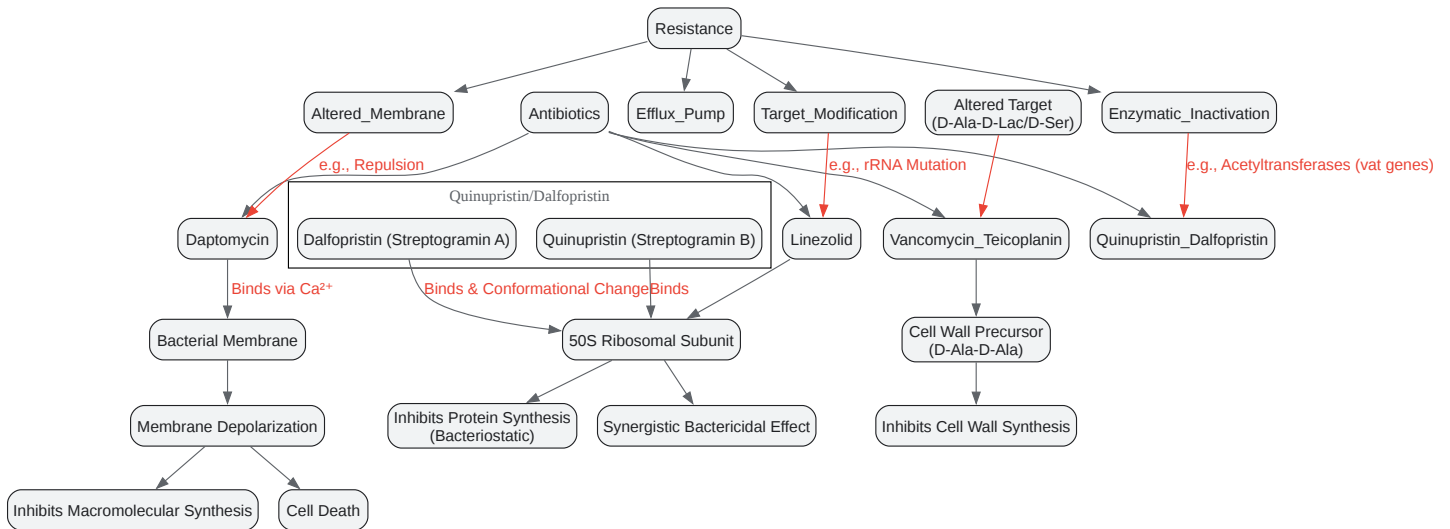 Resistance
Altered_Membrane
Antibiotics
Efflux_Pump
Target_Modification
Altered Target
(D-Ala-D-Lac/D-Ser)
Enzymatic_Inactivation
e.g., Repulsion
e.g., rRNA Mutation
e.g., Acetyltransferases (vat genes)
Quinupristin/Dalfopristin
Daptomycin
Dalfopristin (Streptogramin A)
Quinupristin (Streptogramin B)
Linezolid
Vancomycin_Teicoplanin
Quinupristin_Dalfopristin
Binds via Ca²⁺
Binds & Conformational Change
Binds
Bacterial Membrane
50S Ribosomal Subunit
Cell Wall Precursor
(D-Ala-D-Ala)
Membrane Depolarization
Inhibits Protein Synthesis
(Bacteriostatic)
Synergistic Bactericidal Effect
Inhibits Cell Wall Synthesis
Inhibits Macromolecular Synthesis
Cell Death